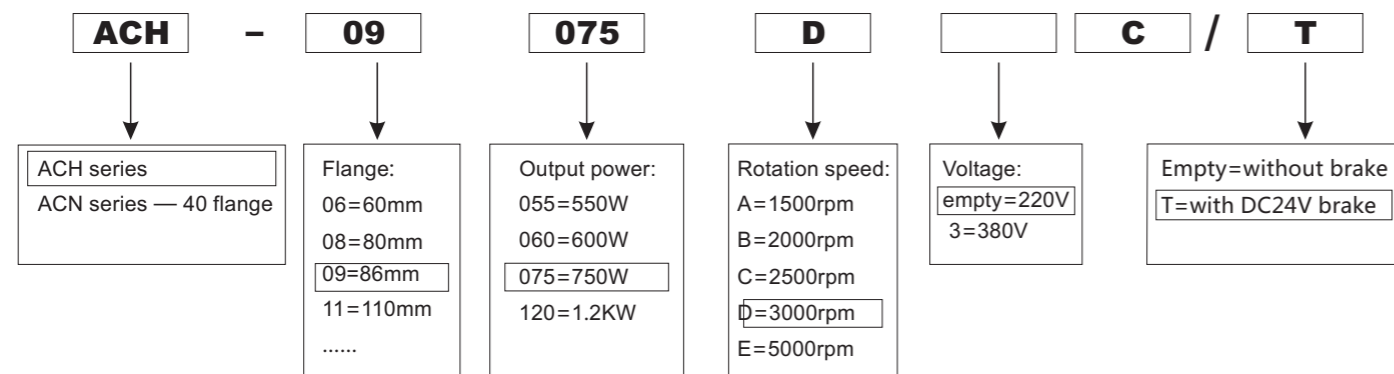 ACH – 09 075 D C / T
ACH series
ACN series — 40 flange
Flange:
06=60mm
08=80mm
09=86mm
11=110mm
......
Output power:
055=550W
060=600W
075=750W
120=1.2KW
Rotation speed:
A=1500rpm
B=2000rpm
C=2500rpm
D=3000rpm
E=5000rpm
Voltage:
empty=220V
3=380V
Empty=without brake
T=with DC24V brake